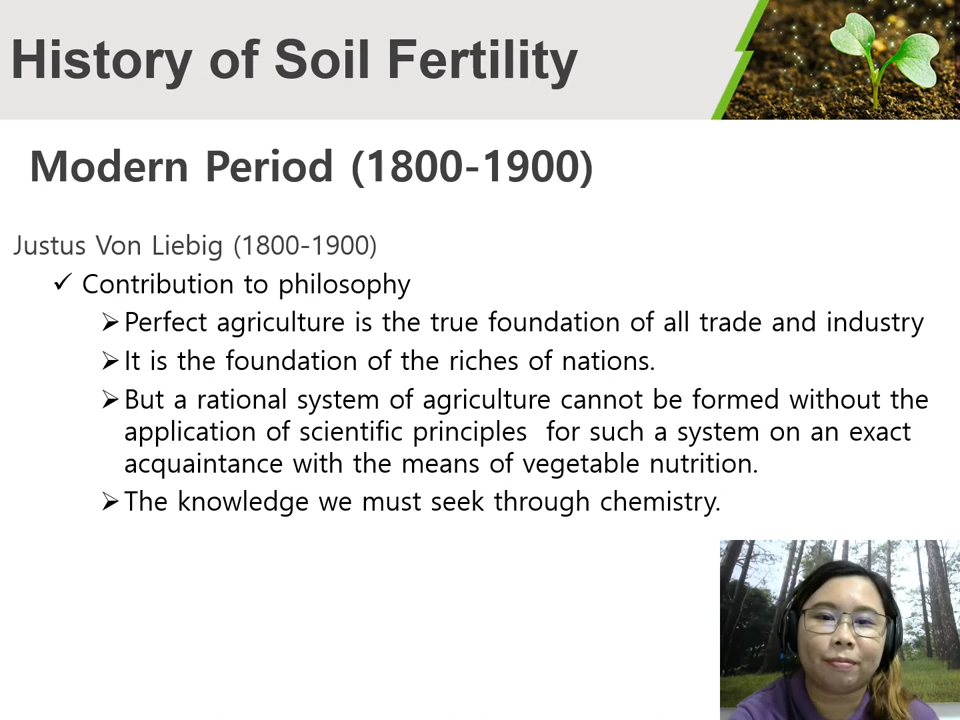 History of Soil Fertility
Modern Period (1800-1900)
Justus Von Liebig (1800-1900)
✓ Contribution to philosophy
➢ Perfect agriculture is the true foundation of all trade and industry
➢ It is the foundation of the riches of nations.
➢ But a rational system of agriculture cannot be formed without the
application of scientific principles for such a system on an exact
acquaintance with the means of vegetable nutrition.
➢ The knowledge we must seek through chemistry.